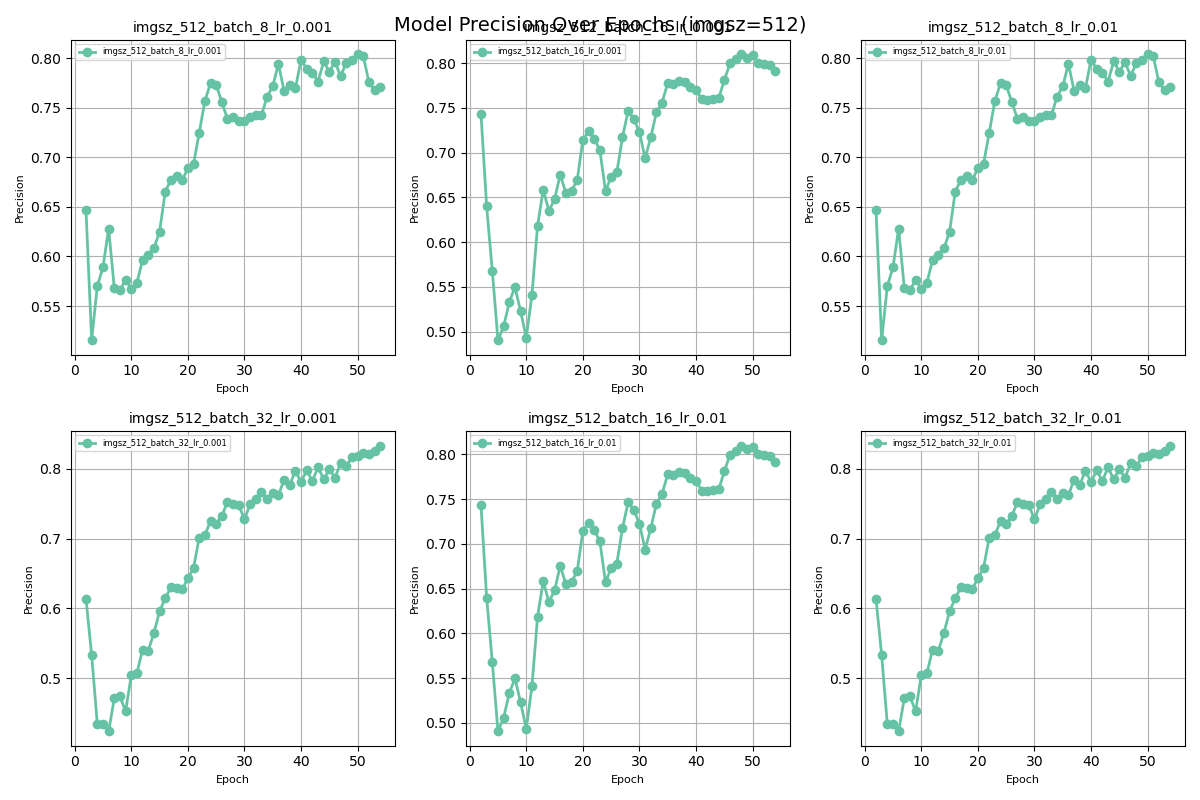 Model Precision Over Epochs (imgsz=512)
imgsz_512_batch_8_lr_0.001
imgsz_512_batch_16_lr_0.001
imgsz_512_batch_8_lr_0.01
imgsz_512_batch_8_lr_0.001
imgsz_512_batch_16_lr_0.001
imgsz_512_batch_8_lr_0.01
Precision
0.80
0.75
0.70
0.65
0.60
0.55
0 10 20 30 40 50
Epoch
Precision
0.80
0.75
0.70
0.65
0.60
0.55
0.50
0 10 20 30 40 50
Epoch
Precision
0.80
0.75
0.70
0.65
0.60
0.55
0 10 20 30 40 50
Epoch
imgsz_512_batch_32_lr_0.001
imgsz_512_batch_16_lr_0.01
imgsz_512_batch_32_lr_0.01
imgsz_512_batch_32_lr_0.001
imgsz_512_batch_16_lr_0.01
imgsz_512_batch_32_lr_0.01
Precision
0.8
0.7
0.6
0.5
0 10 20 30 40 50
Epoch
Precision
0.80
0.75
0.70
0.65
0.60
0.55
0.50
0 10 20 30 40 50
Epoch
Precision
0.8
0.7
0.6
0.5
0 10 20 30 40 50
Epoch